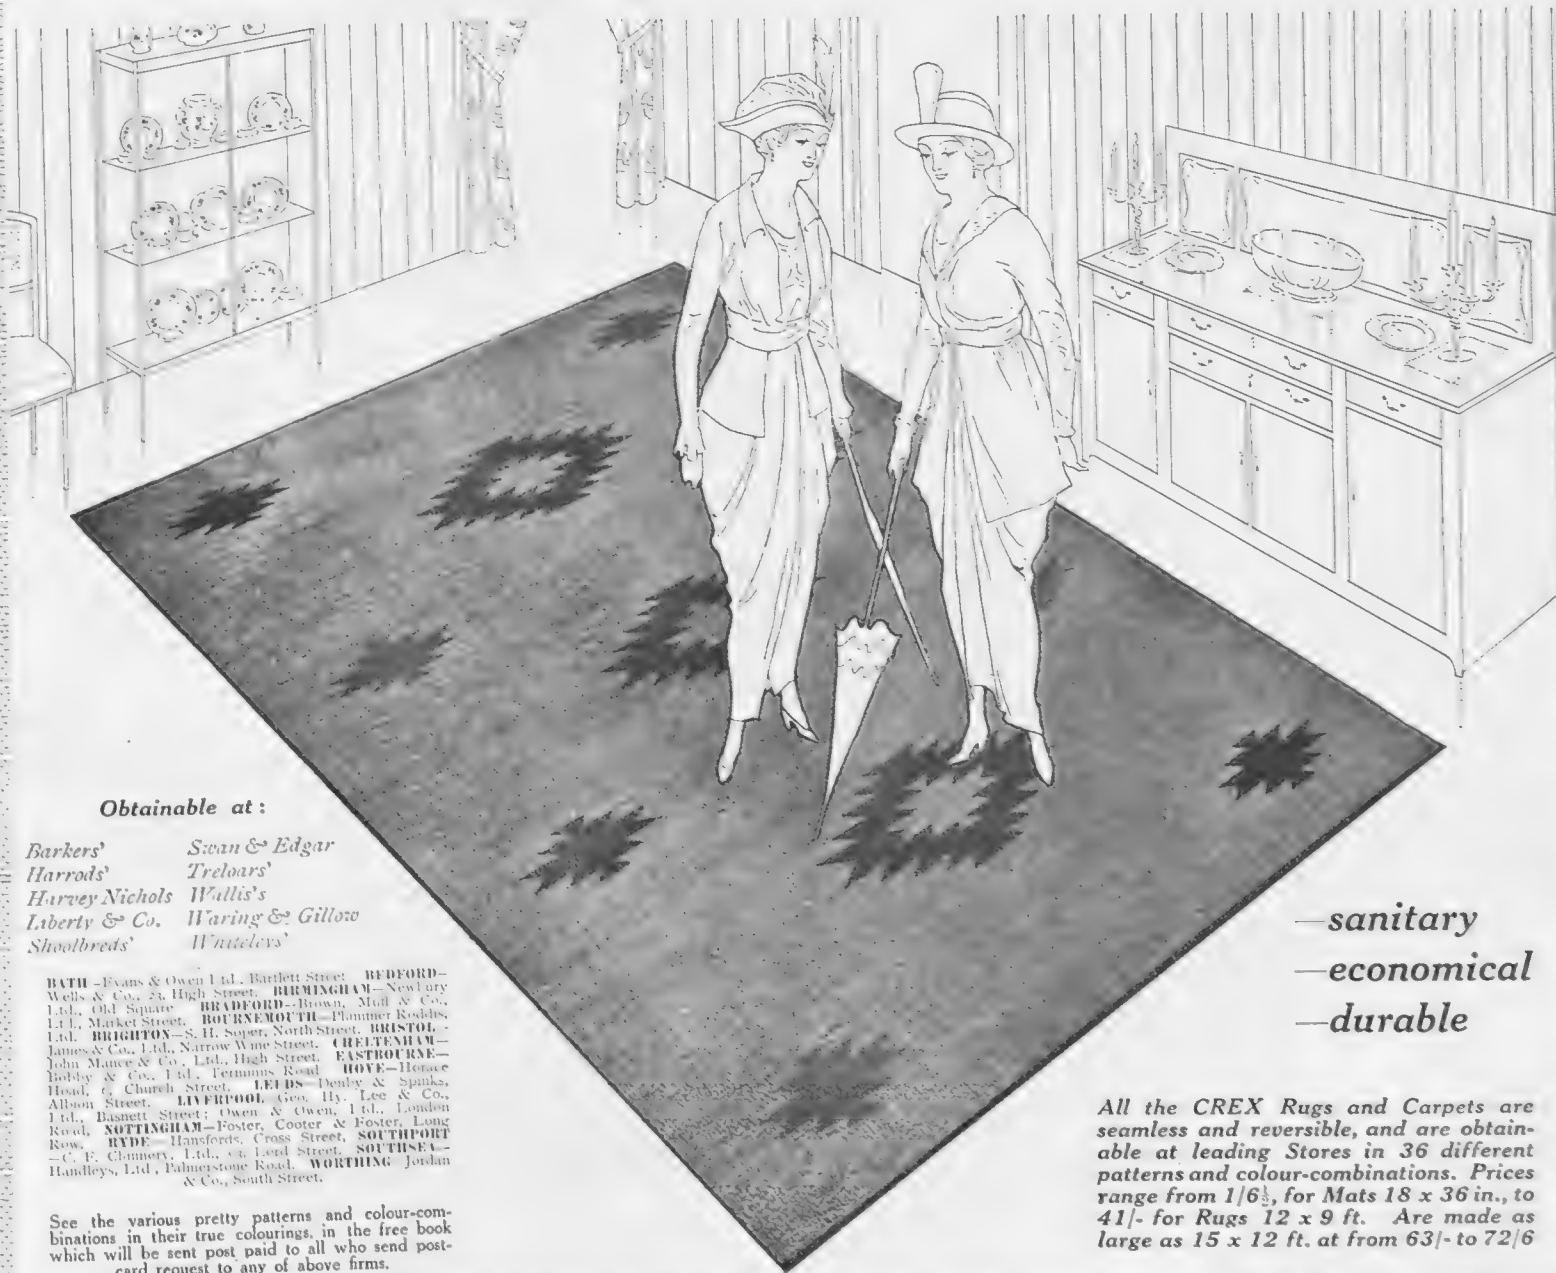 Obtainable at :
Barkers'
Harrods'
Harvey Nichols
Liberty & Co.
Shoolbreds'
Swan & Edgar
Treloars'
Wallis's
Waring & Gillow
Whiteleys'
BATH—Evans & Owen Ltd., Bartlett Street. BEDFORD—
Wells & Co., High Street. BIRMINGHAM—Newbury
Ltd., Old Square. BRADFORD—Brown, Muff & Co.,
Ltd., Market Street. BOURNEMOUTH—Plummer Roddis,
Ltd. BRIGHTON—S. H. Soper, North Street. BRISTOL—
James & Co., Ltd., Narrow Wine Street. CHELTENHAM—
John Mance & Co., Ltd., High Street. EASTBOURNE—
Bobby & Co., Ltd., Terminus Road. HOVE—Horace
Head, Church Street. LEEDS—Denby & Spinks,
Albion Street. LIVERPOOL Geo. Hy. Lee & Co.,
Ltd., Basnett Street; Owen & Owen, Ltd., London
Road. NOTTINGHAM—Foster, Cooter & Foster, Long
Row. RYDE—Hansfords, Cross Street. SOUTHPORT
—C. F. Ltd., Lord Street. SOUTHSEA—
Handleys, Ltd., Palmerstone Road. WORTHING Jordan
& Co., South Street.
See the various pretty patterns and colour-com-
binations in their true colourings, in the free book
which will be sent post paid to all who send post-
card request to any of above firms.
—sanitary
—economical
—durable
All the CREX Rugs and Carpets are
seamless and reversible, and are obtain-
able at leading Stores in 36 different
patterns and colour-combinations. Prices
range from 1/6½, for Mats 18 x 36 in., to
41/- for Rugs 12 x 9 ft. Are made as
large as 15 x 12 ft. at from 63/- to 72/6